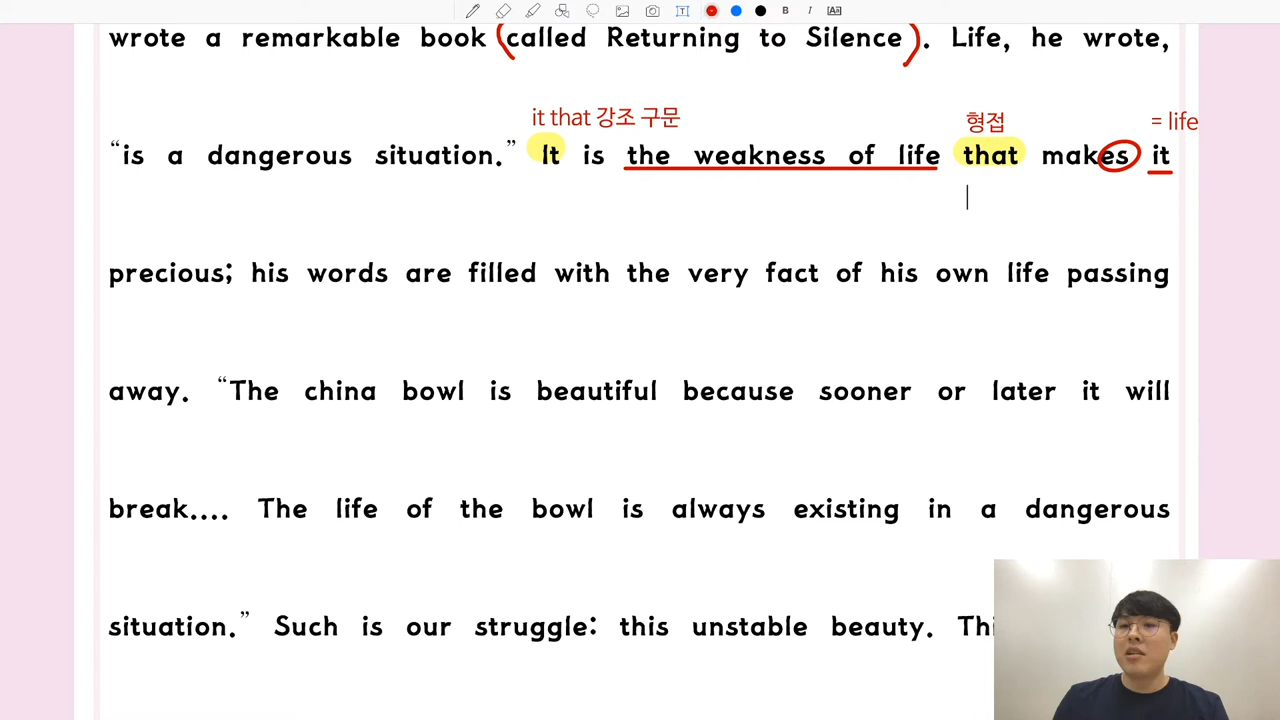 wrote a remarkable book (called Returning to Silence). Life, he wrote,
it that 강조 구문
형접
= life
“is a dangerous situation.” It is the weakness of life that makes it
precious; his words are filled with the very fact of his own life passing
away. “The china bowl is beautiful because sooner or later it will
break.... The life of the bowl is always existing in a dangerous
situation.” Such is our struggle: this unstable beauty.